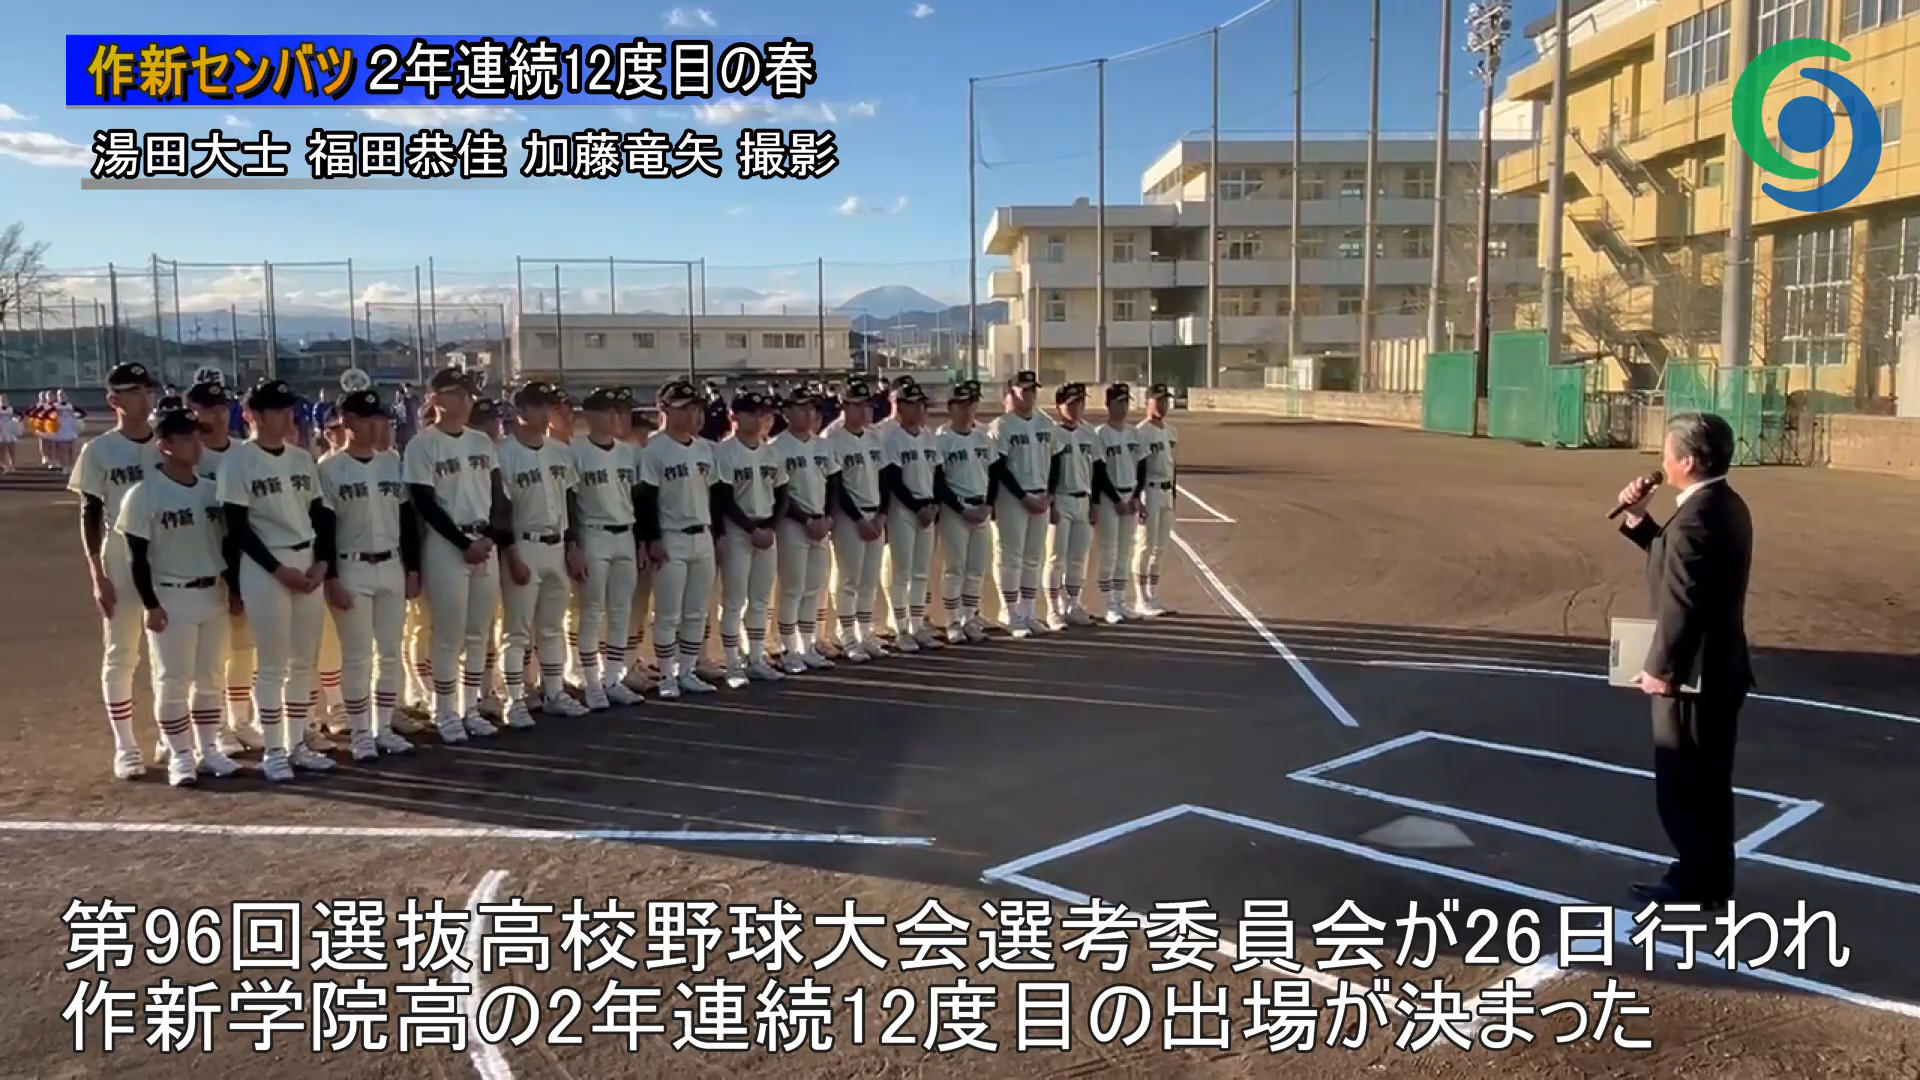 作新センバツ 2年連続12度目の春
湯田大士 福田恭佳 加藤竜矢 撮影
作新 学院
第96回選抜高校野球大会選考委員会が26日行われ
作新学院高の2年連続12度目の出場が決まった